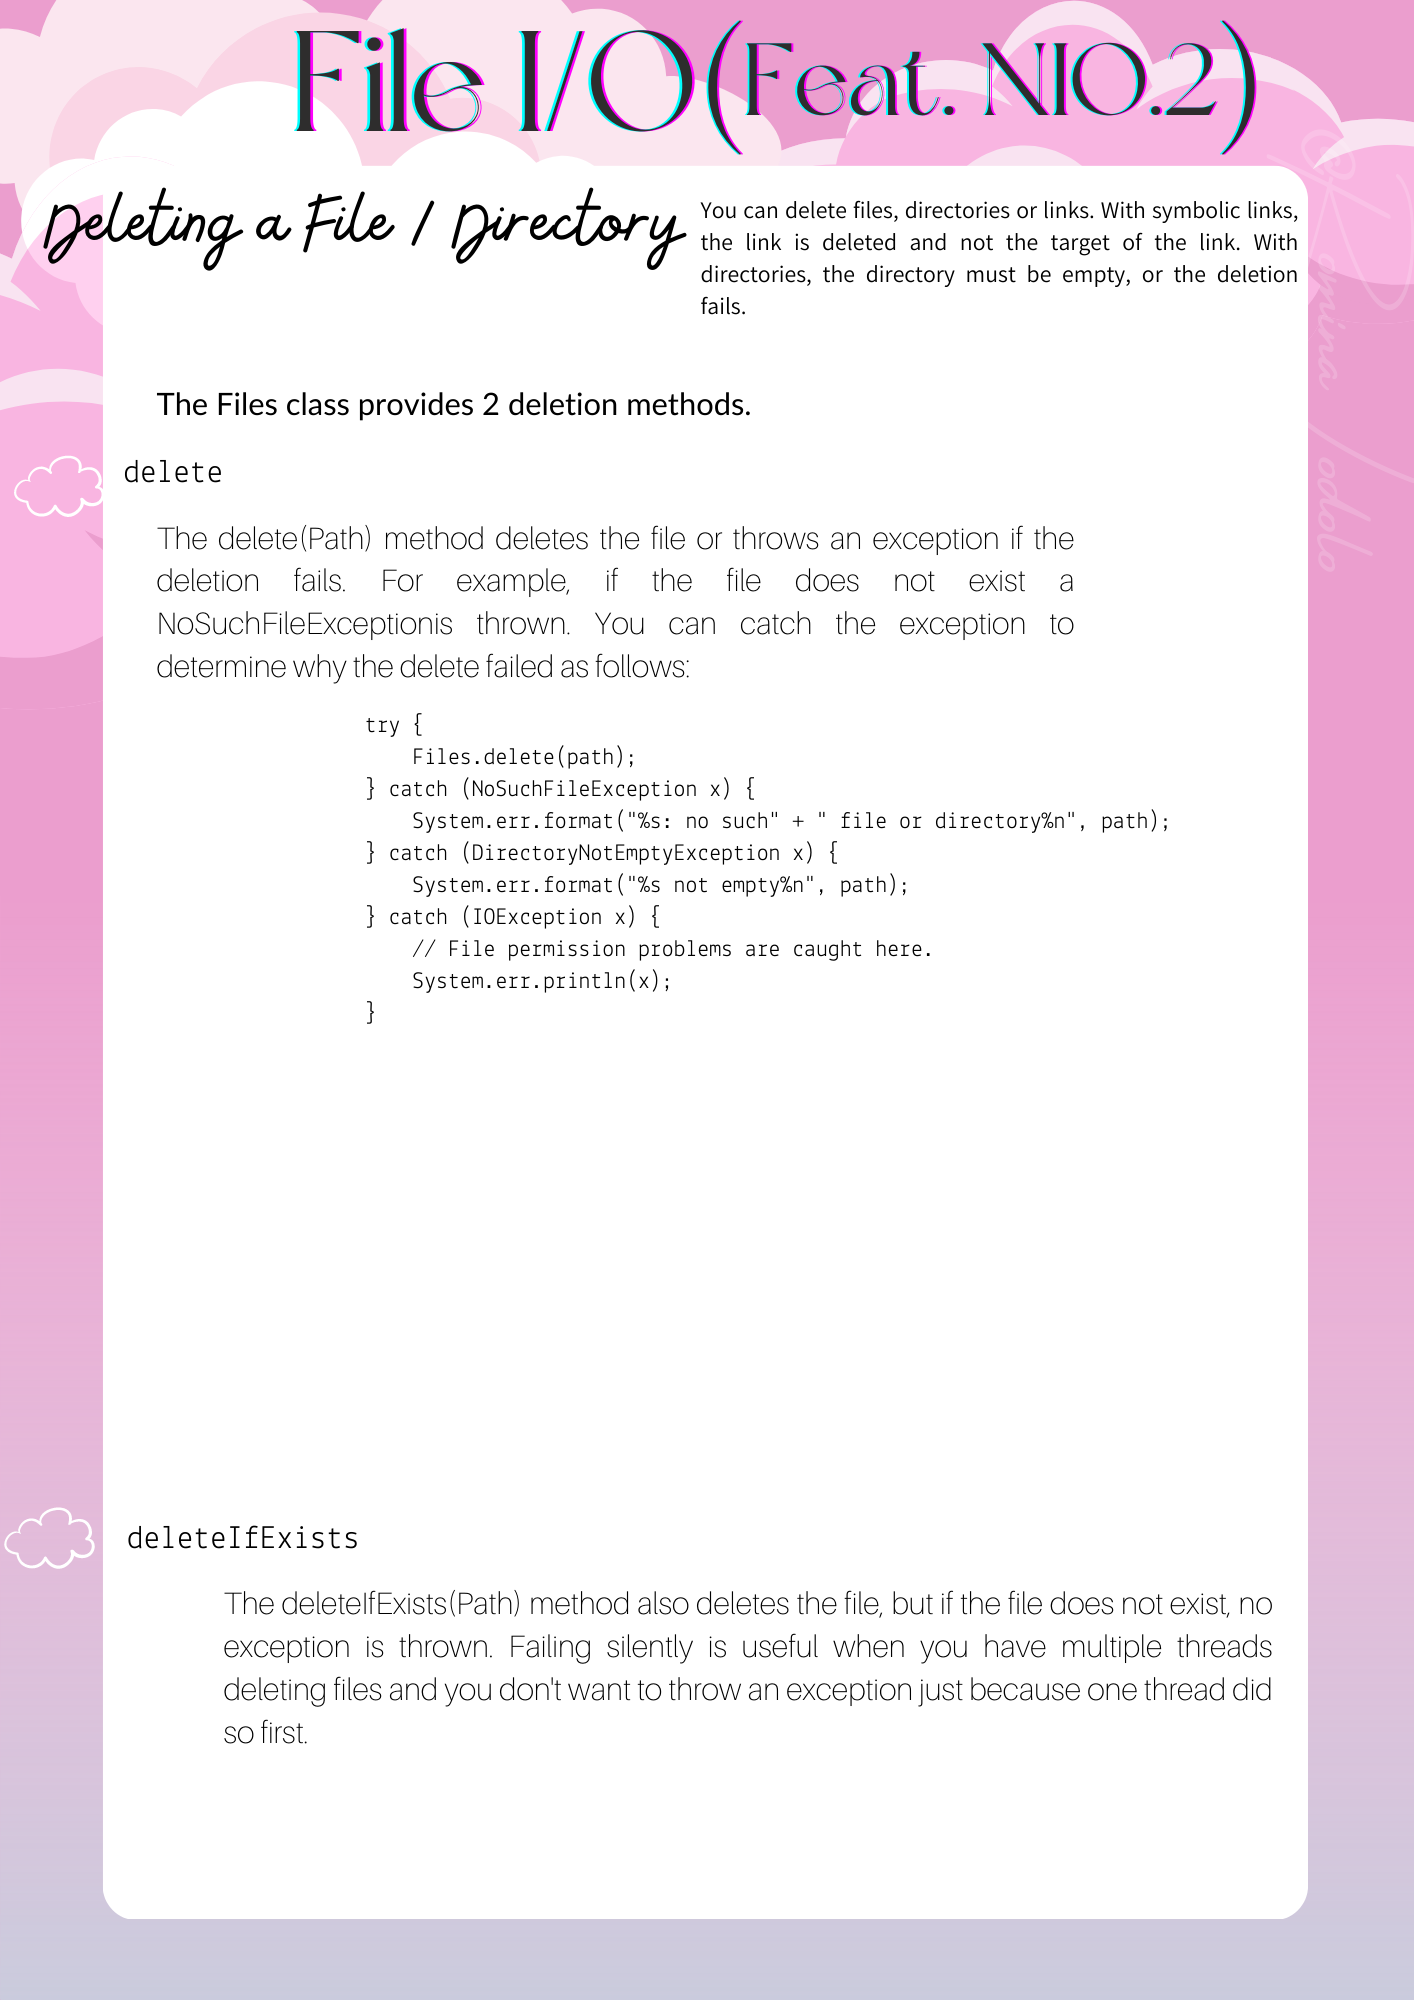 File I/O(Feat. NIO.2)
Deleting a File / Directory
You can delete files, directories or links. With symbolic links,
the link is deleted and not the target of the link. With
directories, the directory must be empty, or the deletion
fails.
The Files class provides 2 deletion methods.
delete
The delete(Path) method deletes the file or throws an exception if the
deletion fails. For example, if the file does not exist a
NoSuchFileExceptionis thrown. You can catch the exception to
determine why the delete failed as follows:
try {
    Files.delete(path);
} catch (NoSuchFileException x) {
    System.err.format("%s: no such" + " file or directory%n", path);
} catch (DirectoryNotEmptyException x) {
    System.err.format("%s not empty%n", path);
} catch (IOException x) {
    // File permission problems are caught here.
    System.err.println(x);
}
deleteIfExists
The deleteIfExists(Path) method also deletes the file, but if the file does not exist, no
exception is thrown. Failing silently is useful when you have multiple threads
deleting files and you don't want to throw an exception just because one thread did
so first.